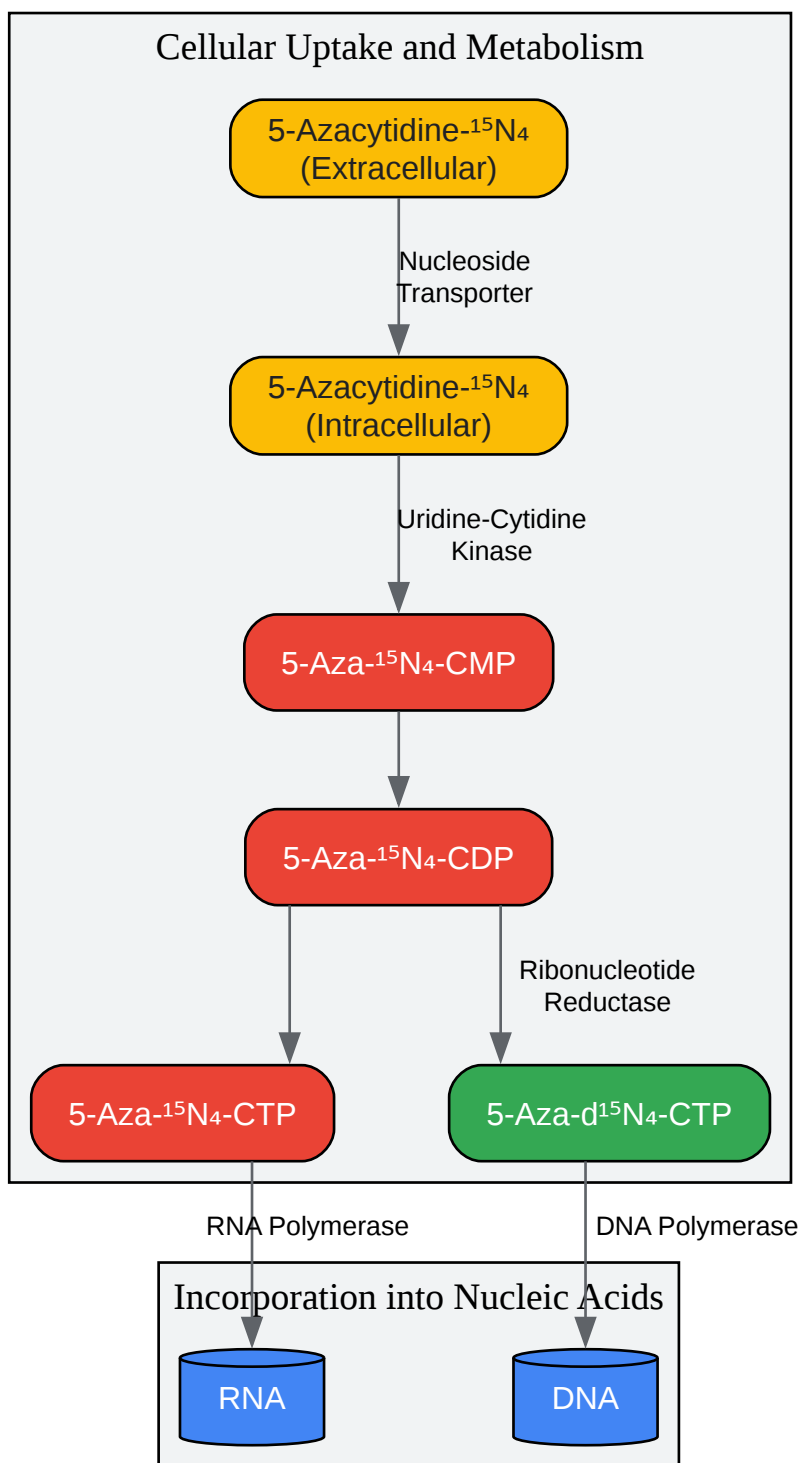 Cellular Uptake and Metabolism
5-Azacytidine-¹⁵N₄
(Extracellular)
Nucleoside
Transporter
5-Azacytidine-¹⁵N₄
(Intracellular)
Uridine-Cytidine
Kinase
5-Aza-¹⁵N₄-CMP
5-Aza-¹⁵N₄-CDP
Ribonucleotide
Reductase
5-Aza-¹⁵N₄-CTP
5-Aza-d¹⁵N₄-CTP
RNA Polymerase
DNA Polymerase
Incorporation into Nucleic Acids
RNA
DNA